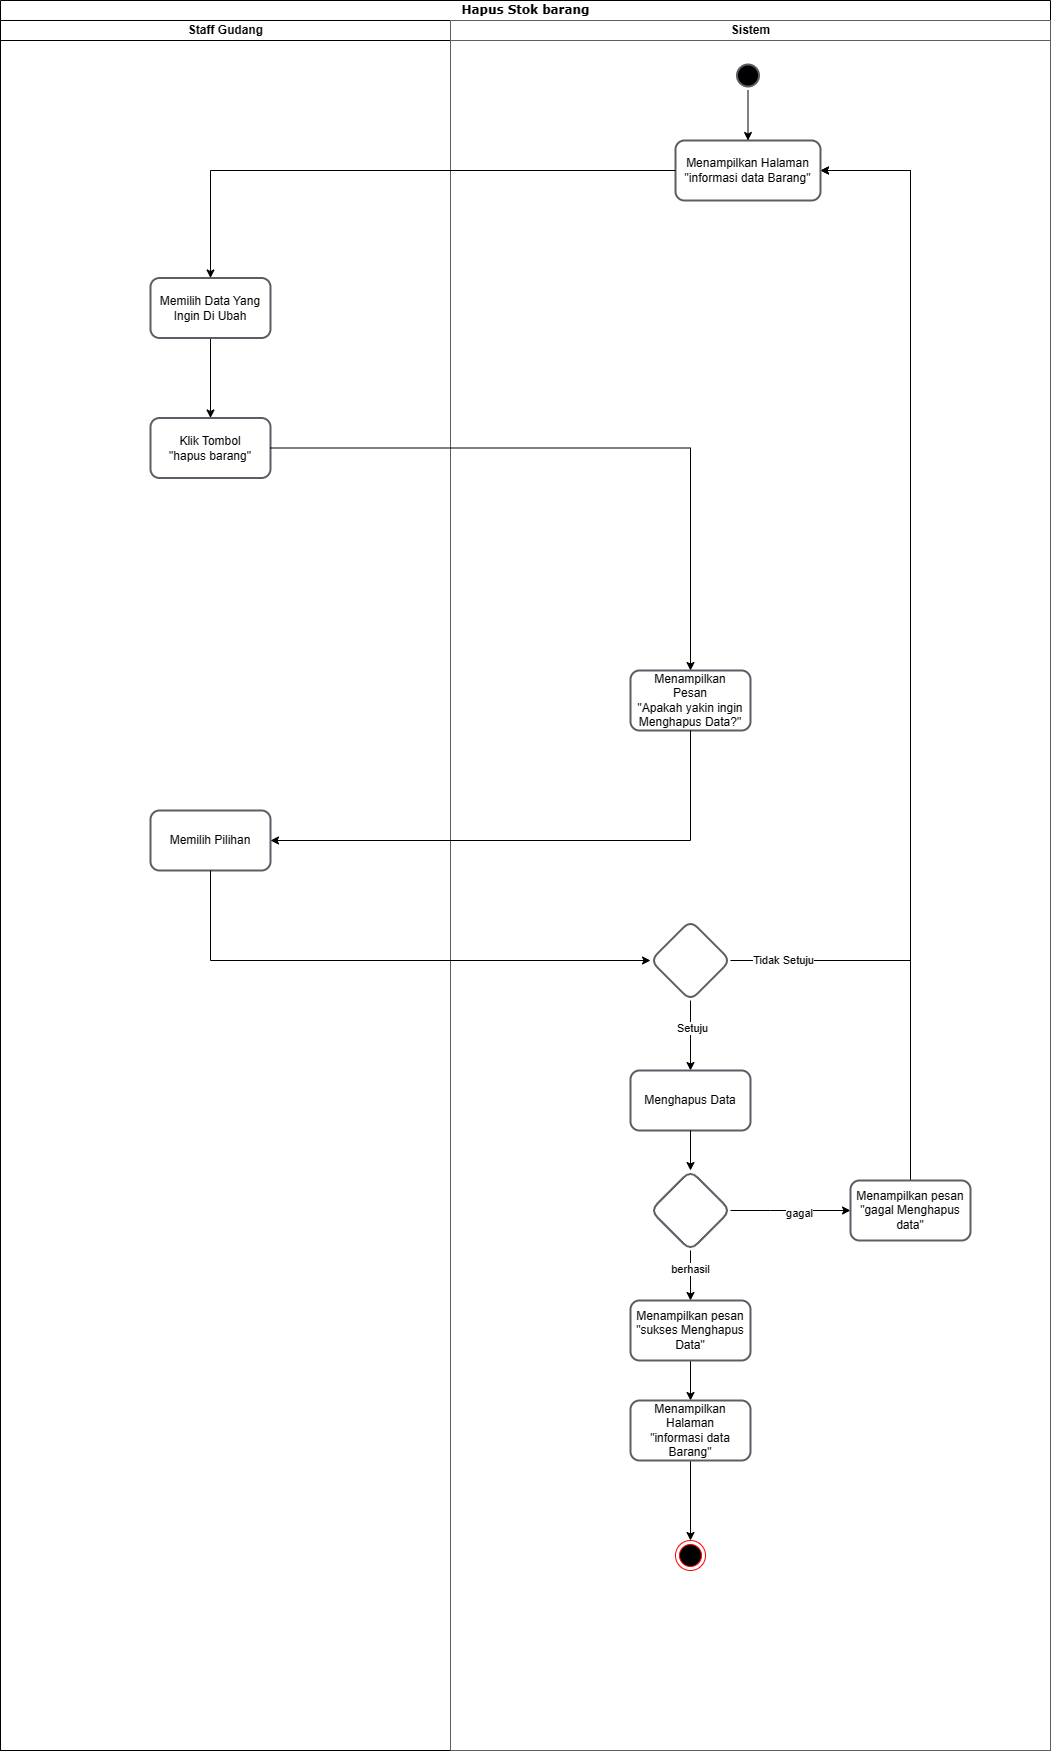 Hapus Stok barang
Staff Gudang
Sistem
Menampilkan Halaman
"informasi data Barang"
Memilih Data Yang
Ingin Di Ubah
Klik Tombol
"hapus barang"
Menampilkan
Pesan
"Apakah yakin ingin
Menghapus Data?"
Memilih Pilihan
Tidak Setuju
Setuju
Menghapus Data
gagal
Menampilkan pesan
"gagal Menghapus
data"
berhasil
Menampilkan pesan
"sukses Menghapus
Data"
Menampilkan
Halaman
"informasi data
Barang"